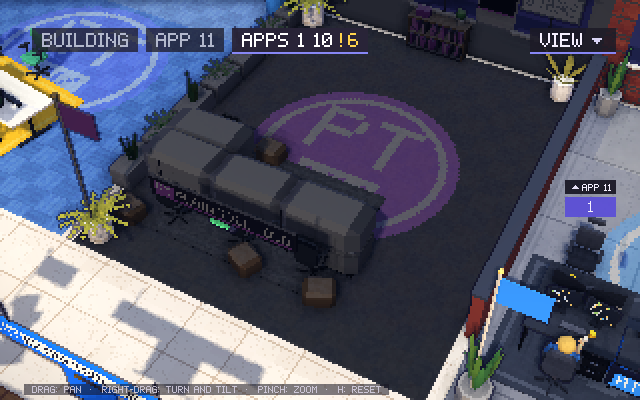 BUILDING APP 11 APPS 1 10 !6 VIEW
PT
APP 11
1
DRAG: PAN · RIGHT-DRAG: TURN AND TILT · PINCH: ZOOM · H: RESET